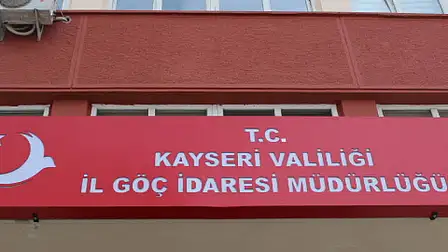 T.C.
KAYSERİ VALİLİĞİ
İL GÖÇ İDARESİ MÜDÜRLÜĞÜ